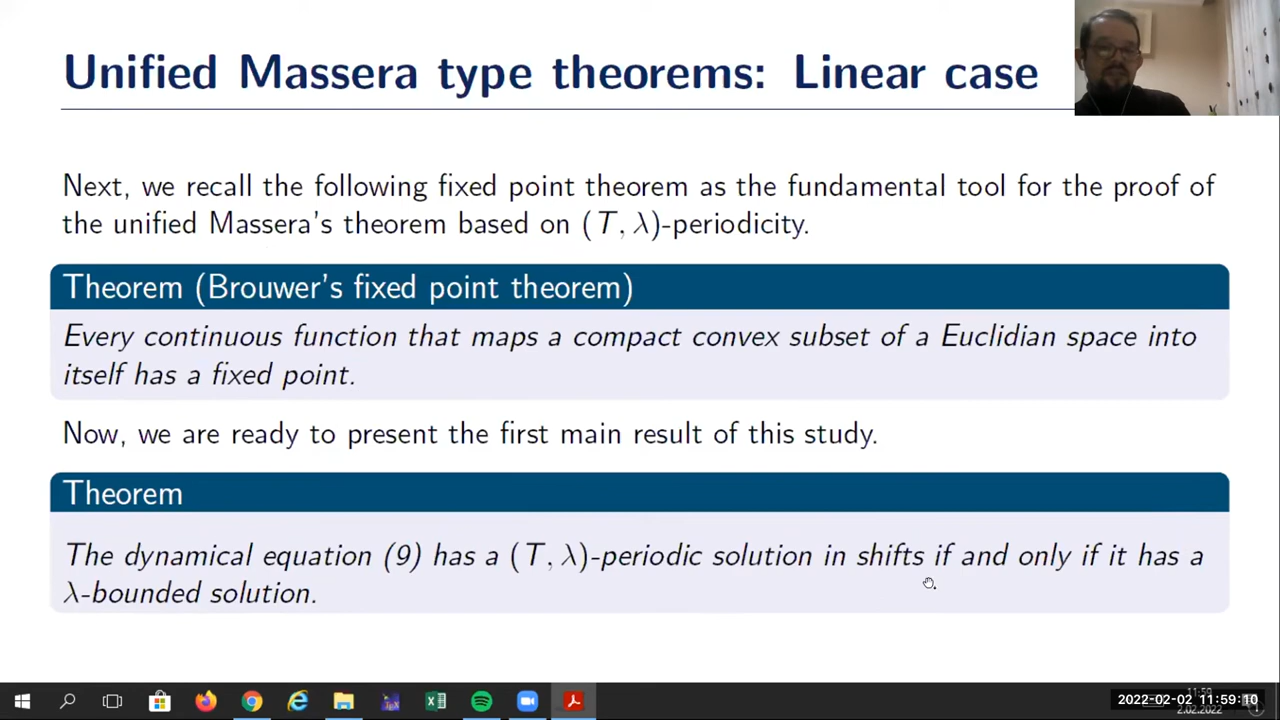 Unified Massera type theorems: Linear case
Next, we recall the following fixed point theorem as the fundamental tool for the proof of
the unified Massera's theorem based on (T, λ)-periodicity.
Theorem (Brouwer's fixed point theorem)
Every continuous function that maps a compact convex subset of a Euclidian space into
itself has a fixed point.
Now, we are ready to present the first main result of this study.
Theorem
The dynamical equation (9) has a (T, λ)-periodic solution in shifts if and only if it has a
λ-bounded solution.
2022-02-02 11:59:10
2.02.2022